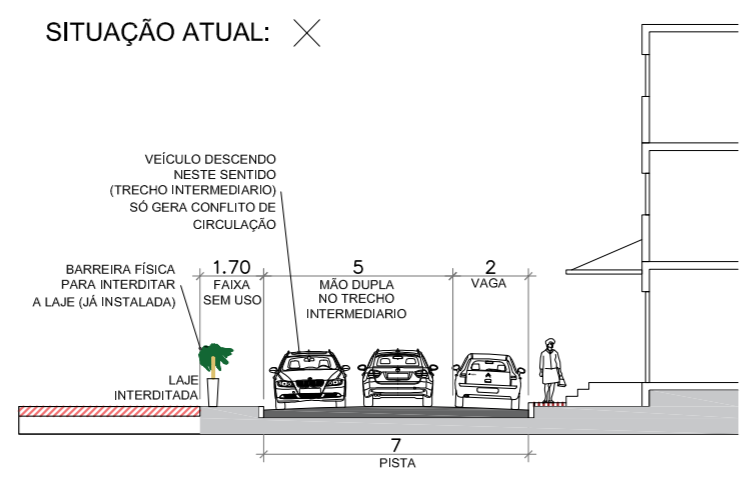 SITUAÇÃO ATUAL:
VEÍCULO DESCENDO
NESTE SENTIDO
(TRECHO INTERMEDIARIO)
SÓ GERA CONFLITO DE
CIRCULAÇÃO
BARREIRA FÍSICA
PARA INTERDITAR
A LAJE (JÁ INSTALADA)
1.70
FAIXA
SEM USO
5
MÃO DUPLA
NO TRECHO
INTERMEDIARIO
2
VAGA
LAJE
INTERDITADA
7
PISTA